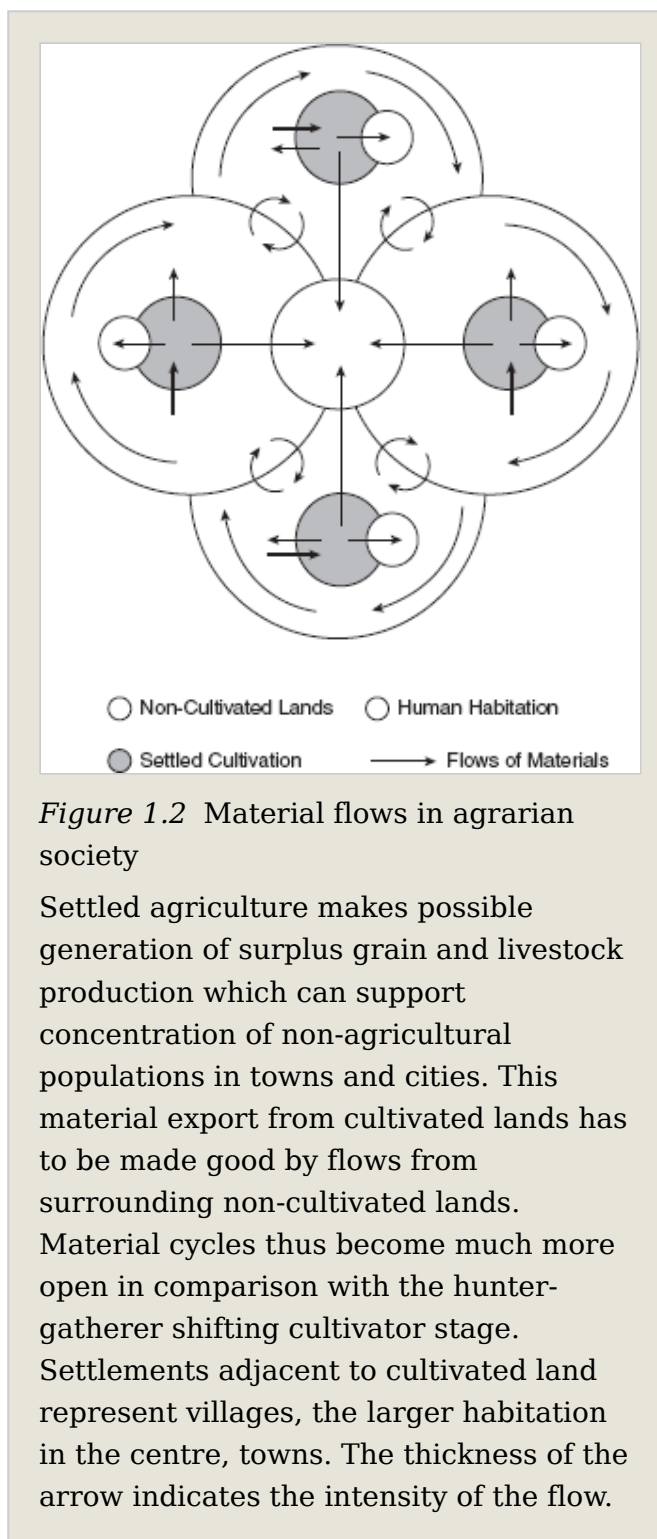 Non-Cultivated Lands Human Habitation
Settled Cultivation Flows of Materials
Figure 1.2 Material flows in agrarian
society
Settled agriculture makes possible
generation of surplus grain and livestock
production which can support
concentration of non-agricultural
populations in towns and cities. This
material export from cultivated lands has
to be made good by flows from
surrounding non-cultivated lands.
Material cycles thus become much more
open in comparison with the hunter-
gatherer shifting cultivator stage.
Settlements adjacent to cultivated land
represent villages, the larger habitation
in the centre, towns. The thickness of the
arrow indicates the intensity of the flow.